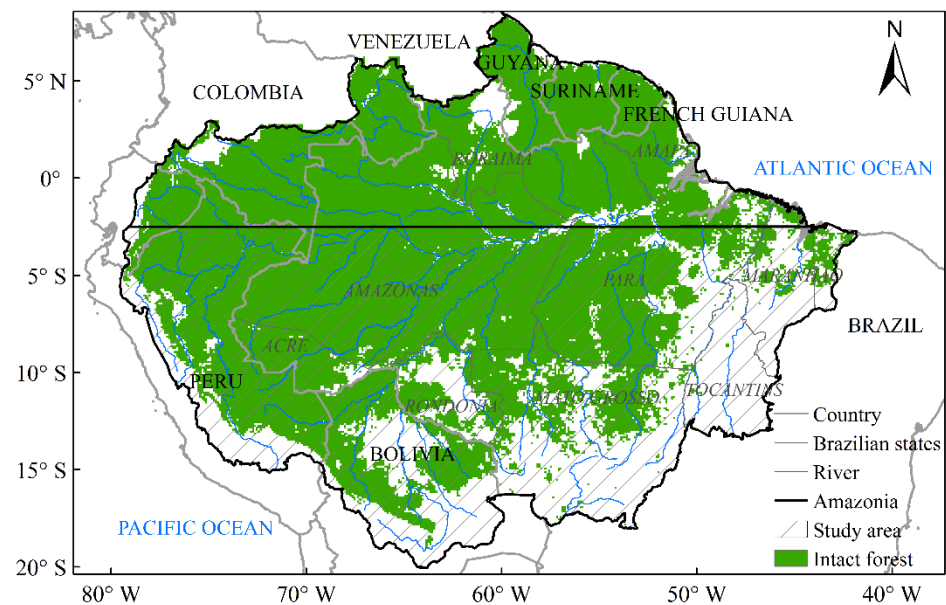 N
VENEZUELA
GUYANA
5° N
COLOMBIA
SURINAME
FRENCH GUIANA
RORAIMA
AMAPA
ATLANTIC OCEAN
0°
5° S
AMAZONAS
PARA
MARANHAO
BRAZIL
ACRE
10° S
PERU
RONDONIA
MATO GROSSO
TOCANTINS
Country
Brazilian states
BOLIVIA
15° S
River
Amazonia
PACIFIC OCEAN
Study area
Intact forest
20° S
80° W
70° W
60° W
50° W
40° W